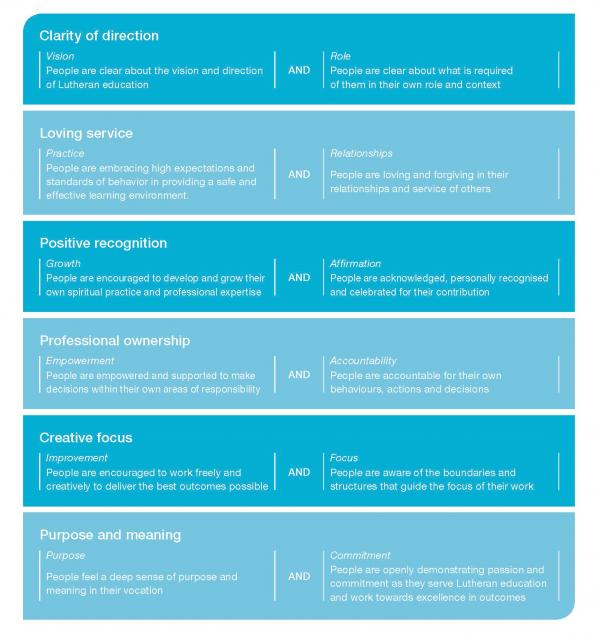 Clarity of direction
Vision
People are clear about the vision and direction
of Lutheran education
AND
Role
People are clear about what is required
of them in their own role and context
Loving service
Practice
People are embracing high expectations and
standards of behavior in providing a safe and
effective learning environment.
AND
Relationships
People are loving and forgiving in their
relationships and service of others
Positive recognition
Growth
People are encouraged to develop and grow their
own spiritual practice and professional expertise
AND
Affirmation
People are acknowledged, personally recognised
and celebrated for their contribution
Professional ownership
Empowerment
People are empowered and supported to make
decisions within their own areas of responsibility
AND
Accountability
People are accountable for their own
behaviours, actions and decisions
Creative focus
Improvement
People are encouraged to work freely and
creatively to deliver the best outcomes possible
AND
Focus
People are aware of the boundaries and
structures that guide the focus of their work
Purpose and meaning
Purpose
People feel a deep sense of purpose and
meaning in their vocation
AND
Commitment
People are openly demonstrating passion and
commitment as they serve Lutheran education
and work towards excellence in outcomes